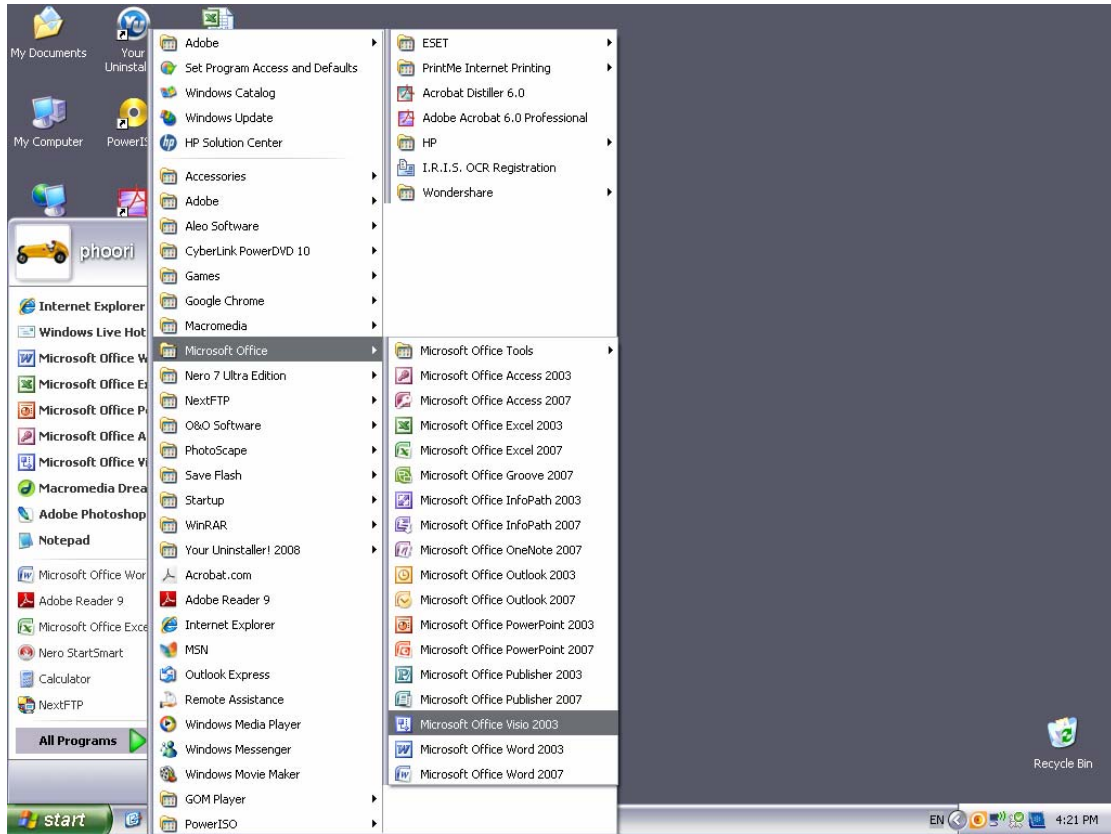 My Documents
Your
Uninstal
My Computer
PowerIS
phoori
Internet Explorer
Windows Live Hot
Microsoft Office W
Microsoft Office Ex
Microsoft Office P
Microsoft Office A
Microsoft Office Vi
Macromedia Drea
Adobe Photoshop
Notepad
Microsoft Office Wor
Adobe Reader 9
Microsoft Office Exce
Nero StartSmart
Calculator
NextFTP
All Programs
start
Adobe
Set Program Access and Defaults
Windows Catalog
Windows Update
HP Solution Center
Accessories
Adobe
Aleo Software
CyberLink PowerDVD 10
Games
Google Chrome
Macromedia
Microsoft Office
Nero 7 Ultra Edition
NextFTP
O&O Software
PhotoScape
Save Flash
Startup
WinRAR
Your Uninstaller! 2008
Acrobat.com
Adobe Reader 9
Internet Explorer
MSN
Outlook Express
Remote Assistance
Windows Media Player
Windows Messenger
Windows Movie Maker
GOM Player
PowerISO
ESET
PrintMe Internet Printing
Acrobat Distiller 6.0
Adobe Acrobat 6.0 Professional
HP
I.R.I.S. OCR Registration
Wondershare
Microsoft Office Tools
Microsoft Office Access 2003
Microsoft Office Access 2007
Microsoft Office Excel 2003
Microsoft Office Excel 2007
Microsoft Office Groove 2007
Microsoft Office InfoPath 2003
Microsoft Office InfoPath 2007
Microsoft Office OneNote 2007
Microsoft Office Outlook 2003
Microsoft Office Outlook 2007
Microsoft Office PowerPoint 2003
Microsoft Office PowerPoint 2007
Microsoft Office Publisher 2003
Microsoft Office Publisher 2007
Microsoft Office Visio 2003
Microsoft Office Word 2003
Microsoft Office Word 2007
Recycle Bin
EN
4:21 PM